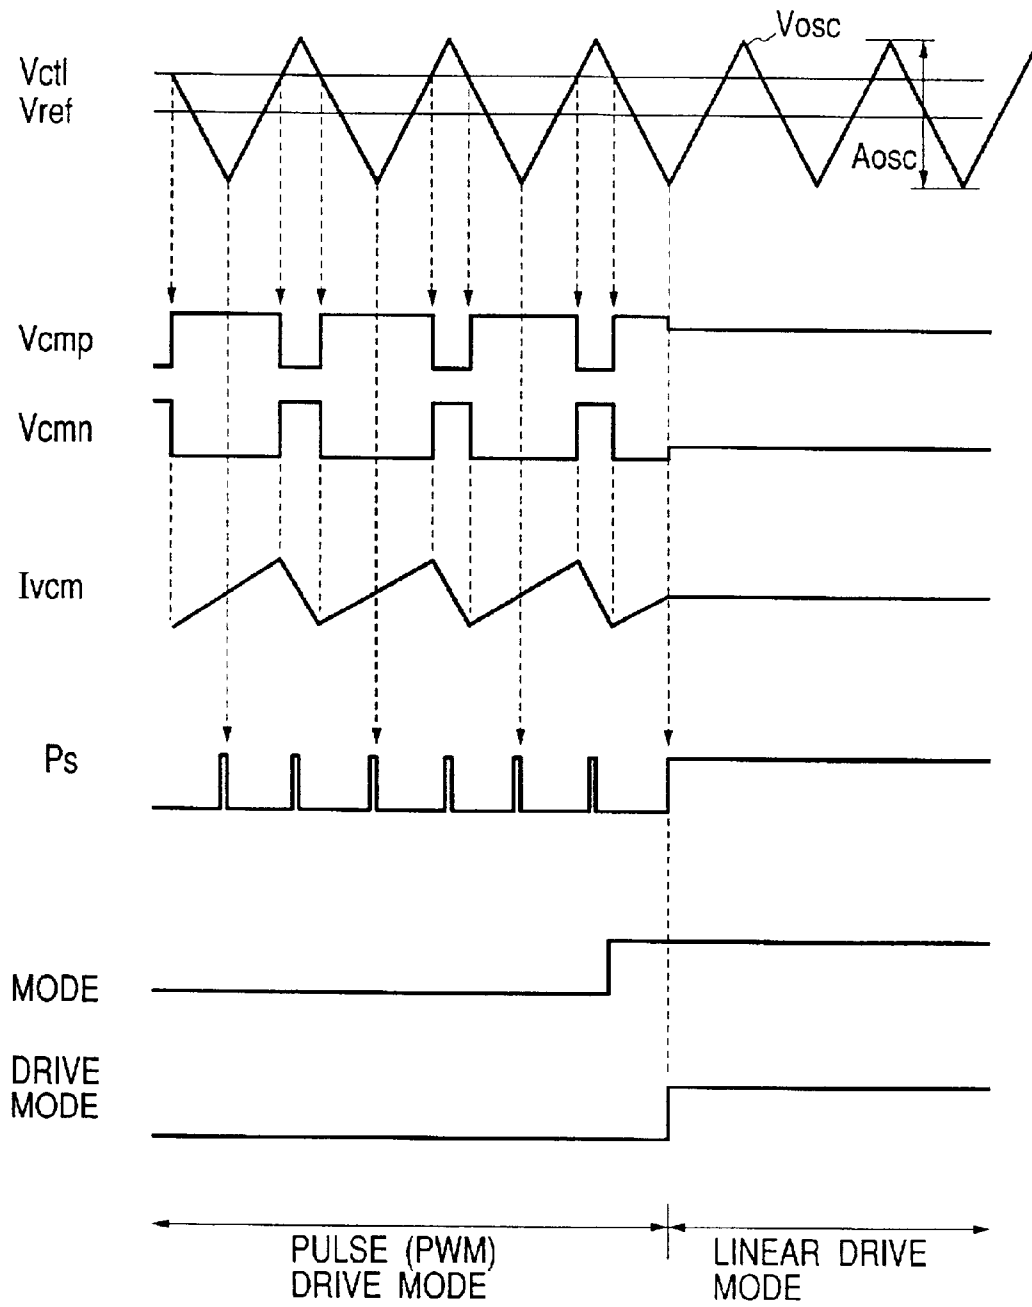 Vosc
Vctl
Vref
Aosc
Vcmp
Vcmn
Ivcm
Ps
MODE
DRIVE
MODE
PULSE (PWM)
DRIVE MODE
LINEAR DRIVE
MODE